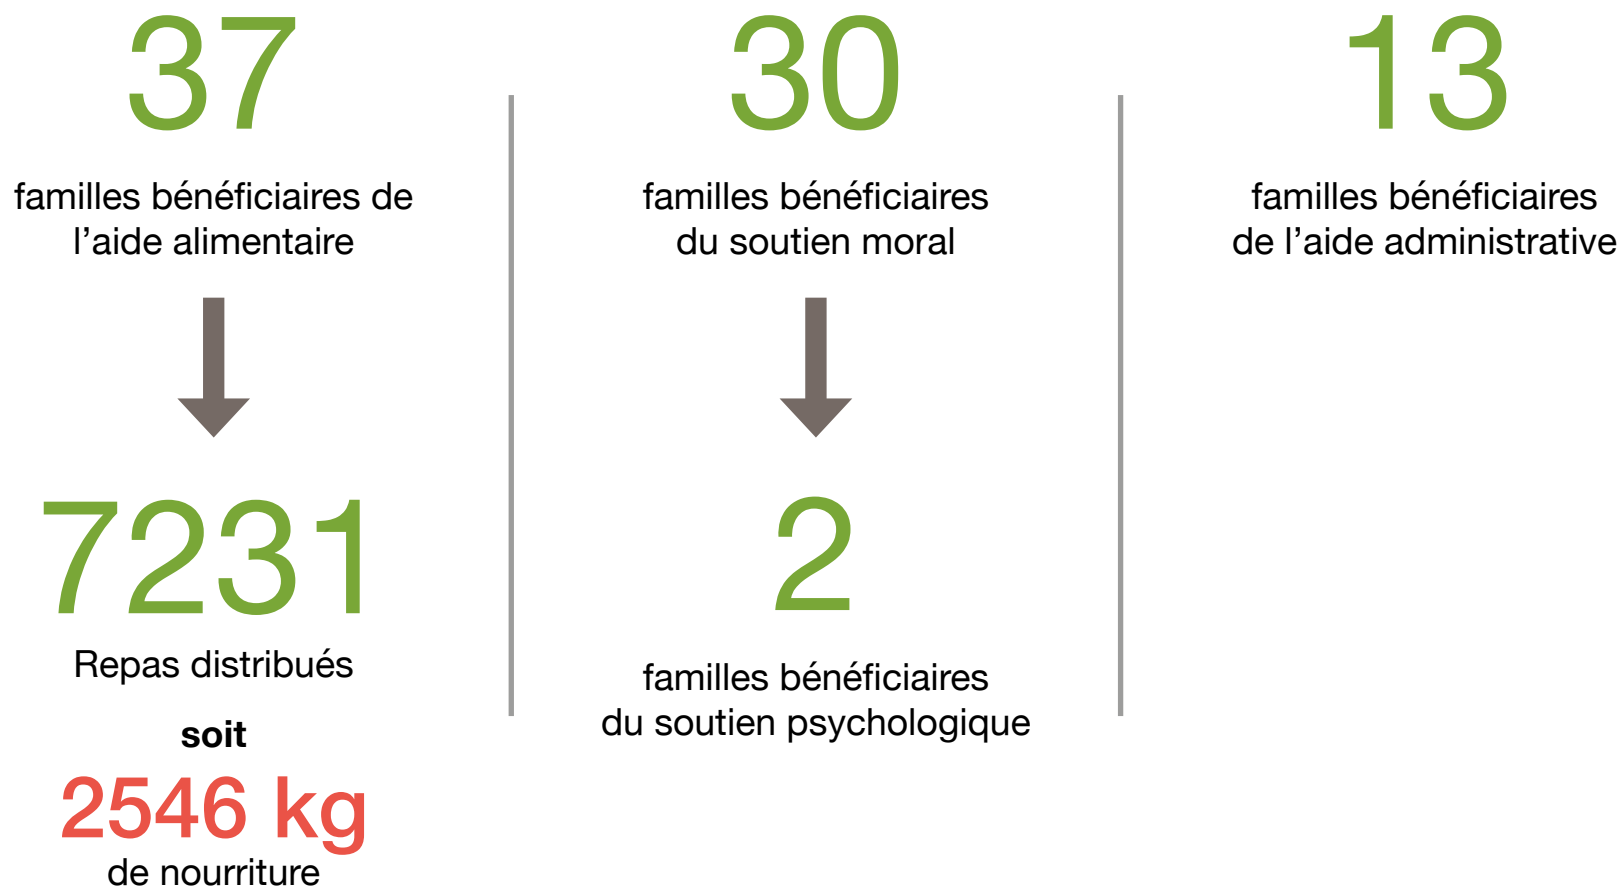 37
familles bénéficiaires de
l’aide alimentaire
7231
Repas distribués
soit
2546 kg
de nourriture
30
familles bénéficiaires
du soutien moral
2
familles bénéficiaires
du soutien psychologique
13
familles bénéficiaires
de l’aide administrative